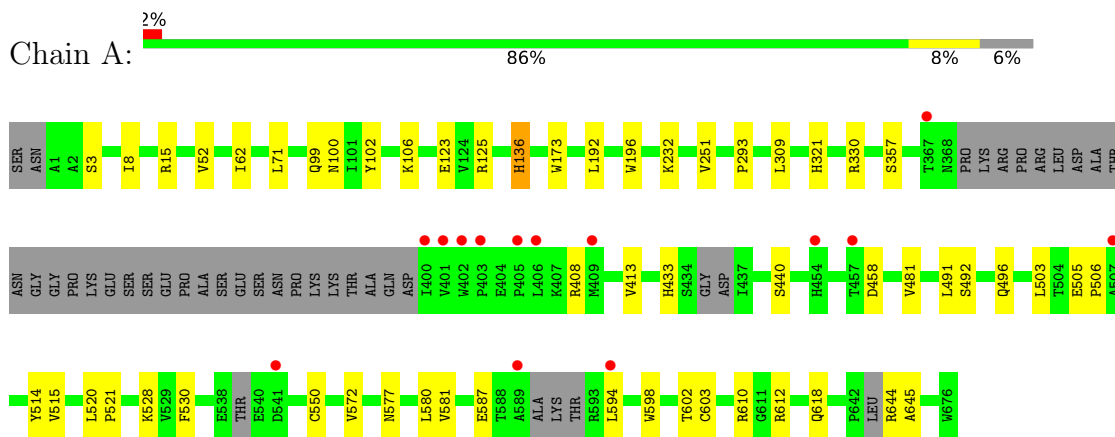 2%
Chain A:
86% 8% 6%
SER ASN A1 A2 S3 I8 R15 V52 I62 L71 Q99 N100 I101 Y102 K106 E123 V124 R125 H136 W173 L192 W196 K232 V251 P293 L309 H321 R330 S357 T367 N368 PRO LYS ARG PRO ARG LEU ASP ALA THR
ASN GLY GLY PRO LYS GLU SER SER GLU PRO ALA SER GLU SER ASN PRO LYS LYS THR ALA GLN ASP I400 V401 W402 P403 E404 P405 L406 K407 R408 M409 V413 H433 S434 GLY ASP I437 S440 H454 T457 D458 V481 L491 S492 Q496 L503 T504 E505 P506 A507
Y514 V515 L520 P521 K528 V529 F530 E538 THR E540 D541 C550 V572 N577 L580 V581 E587 T588 A589 ALA LYS THR R593 L594 W598 T602 C603 R610 G611 R612 Q618 P642 LEU R644 A645 W676